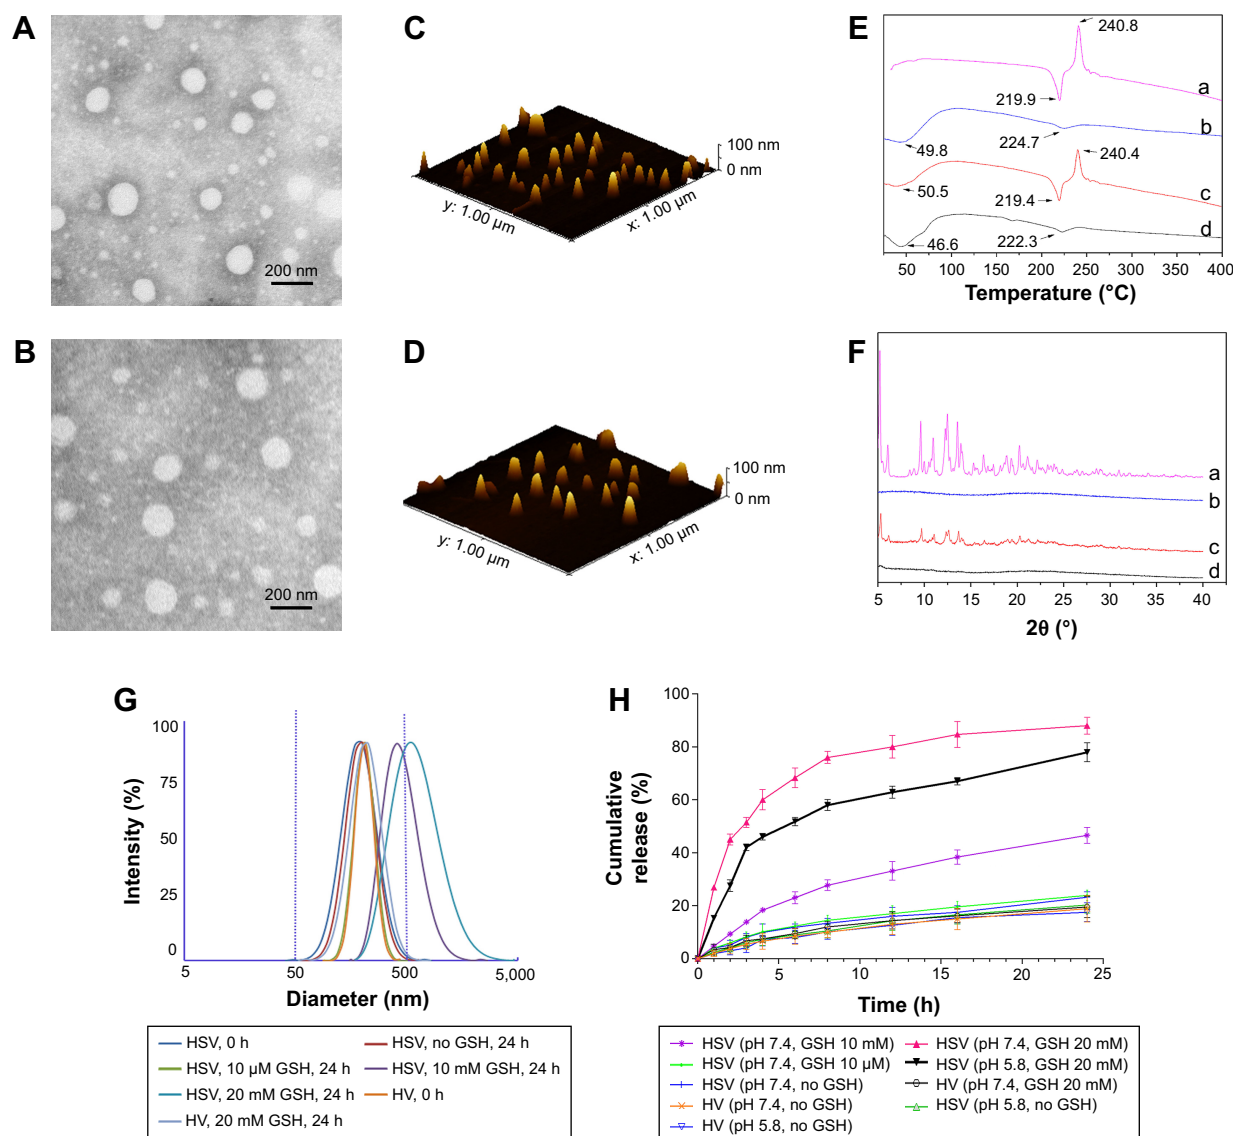 A
200 nm
B
200 nm
C
100 nm
0 nm
y: 1.00 µm
x: 1.00 µm
D
100 nm
0 nm
y: 1.00 µm
x: 1.00 µm
E
240.8
a
219.9
b
49.8
224.7
240.4
c
50.5
219.4
d
46.6
222.3
50 100 150 200 250 300 350 400
Temperature (°C)
F
a
b
c
d
5 10 15 20 25 30 35 40
2θ (°)
G
100
75
50
25
0
Intensity (%)
5 50 500 5,000
Diameter (nm)
HSV, 0 h
HSV, no GSH, 24 h
HSV, 10 µM GSH, 24 h
HSV, 10 mM GSH, 24 h
HSV, 20 mM GSH, 24 h
HV, 0 h
HV, 20 mM GSH, 24 h
H
100
80
60
40
20
0
Cumulative
release (%)
0 5 10 15 20 25
Time (h)
HSV (pH 7.4, GSH 10 mM)
HSV (pH 7.4, GSH 20 mM)
HSV (pH 7.4, GSH 10 µM)
HSV (pH 5.8, GSH 20 mM)
HSV (pH 7.4, no GSH)
HV (pH 7.4, GSH 20 mM)
HV (pH 7.4, no GSH)
HSV (pH 5.8, no GSH)
HV (pH 5.8, no GSH)